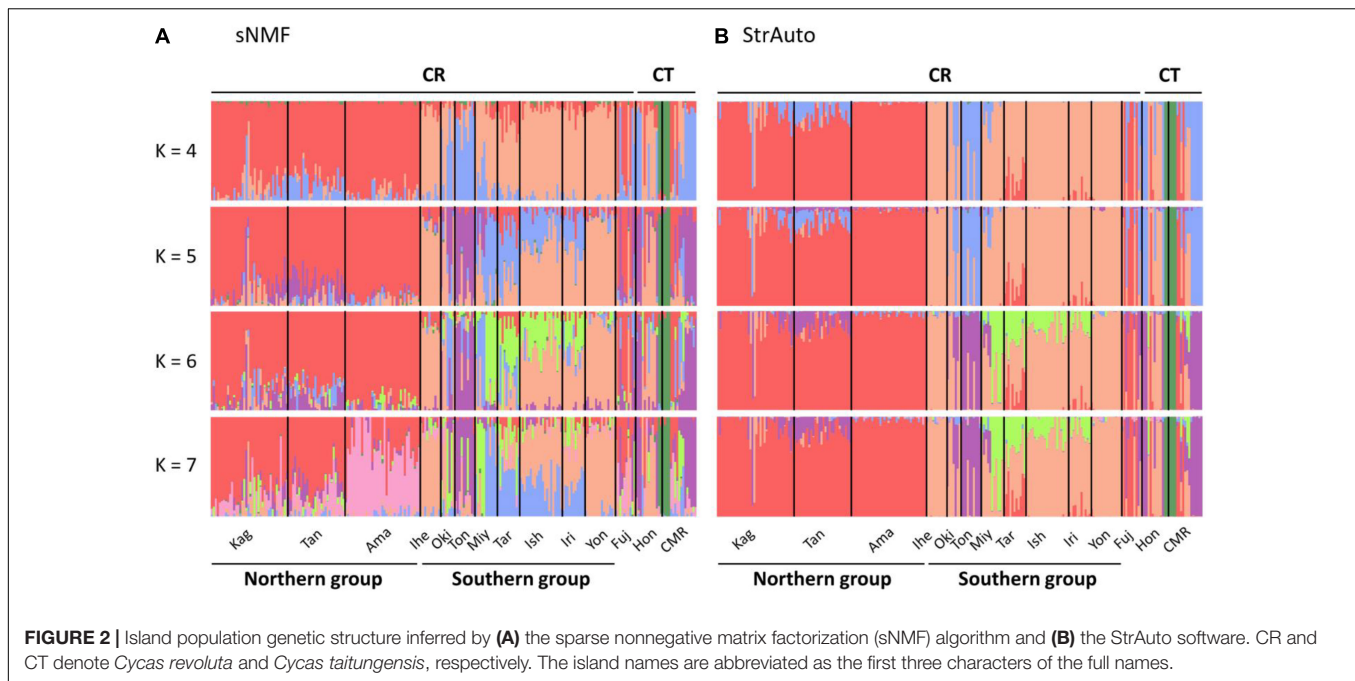 A sNMF
B StrAuto
CR CT
CR CT
K = 4
K = 5
K = 6
K = 7
Kag Tan Ama Ihe Oki Ton Miy Tar Ish Iri Yon Fuj Hon CMR
Northern group Southern group
Kag Tan Ama Ihe Oki Ton Miy Tar Ish Iri Yon Fuj Hon CMR
Northern group Southern group
FIGURE 2 | Island population genetic structure inferred by (A) the sparse nonnegative matrix factorization (sNMF) algorithm and (B) the StrAuto software. CR and
CT denote Cycas revoluta and Cycas taitungensis, respectively. The island names are abbreviated as the first three characters of the full names.